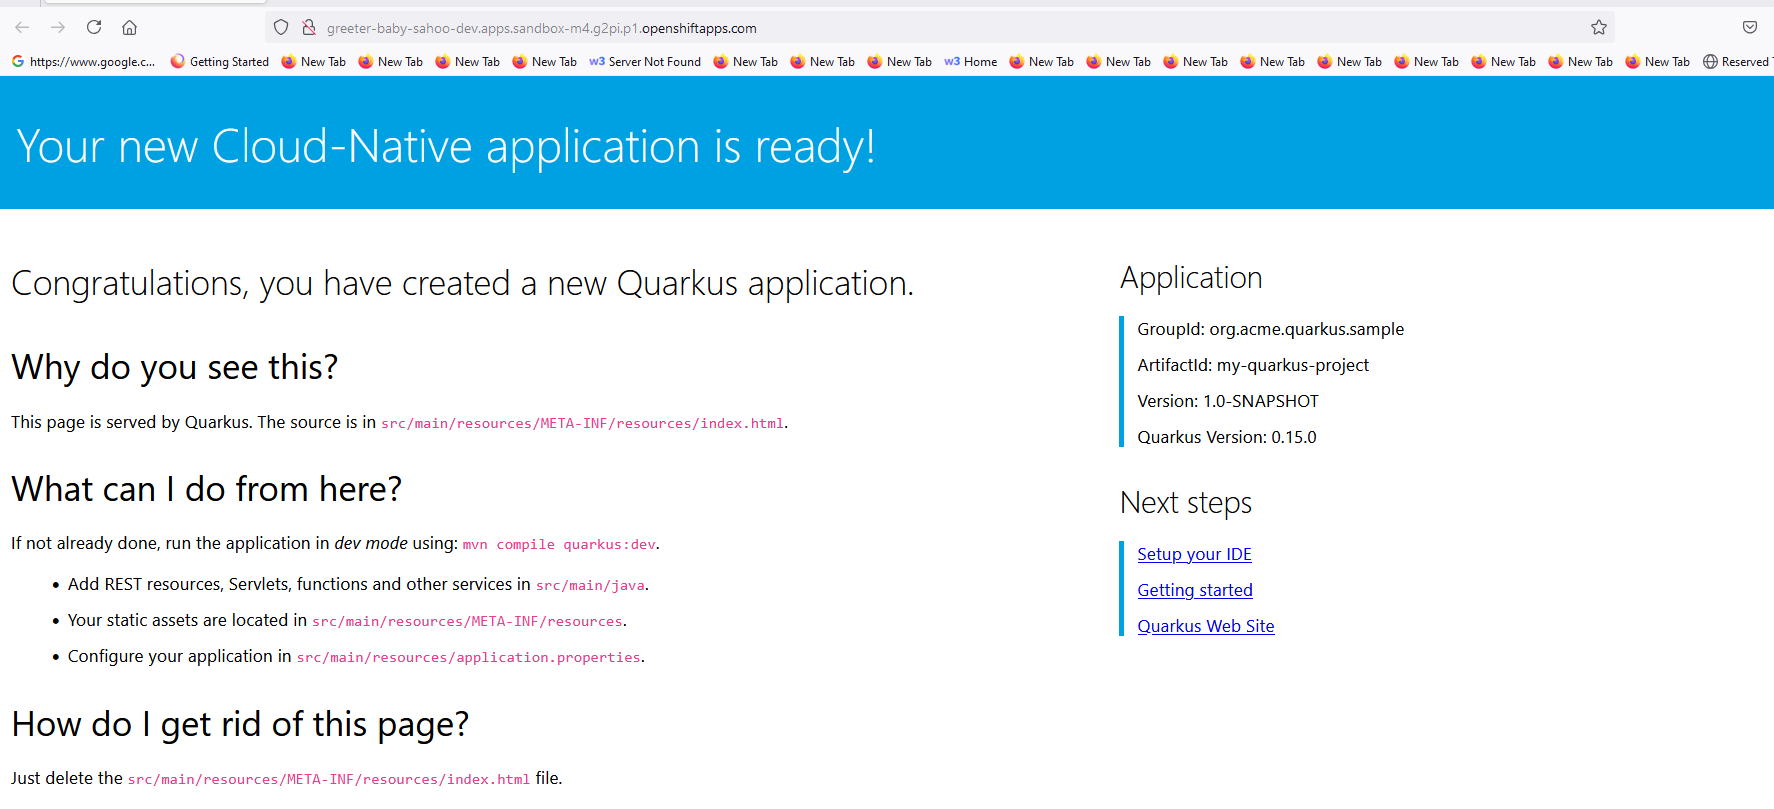 greeter-baby-sahoo-dev.apps.sandbox-m4.g2pi.p1.openshiftapps.com
https://www.google.c... Getting Started New Tab New Tab New Tab New Tab w3 Server Not Found New Tab New Tab New Tab w3 Home New Tab New Tab New Tab New Tab New Tab New Tab New Tab New Tab New Tab Reserved
Your new Cloud-Native application is ready!
Congratulations, you have created a new Quarkus application.
Why do you see this?
This page is served by Quarkus. The source is in src/main/resources/META-INF/resources/index.html.
What can I do from here?
If not already done, run the application in dev mode using: mvn compile quarkus:dev.
• Add REST resources, Servlets, functions and other services in src/main/java.
• Your static assets are located in src/main/resources/META-INF/resources.
• Configure your application in src/main/resources/application.properties.
How do I get rid of this page?
Just delete the src/main/resources/META-INF/resources/index.html file.
Application
GroupId: org.acme.quarkus.sample
ArtifactId: my-quarkus-project
Version: 1.0-SNAPSHOT
Quarkus Version: 0.15.0
Next steps
Setup your IDE
Getting started
Quarkus Web Site